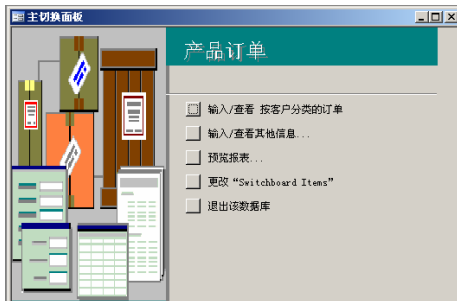 主切换面板
产品订单
输入/查看 按客户分类的订单
输入/查看其他信息...
预览报表...
更改“Switchboard Items”
退出该数据库